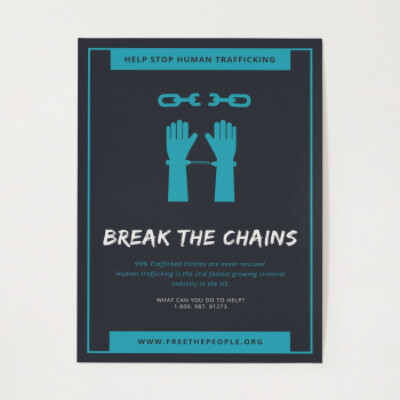 HELP STOP HUMAN TRAFFICKING
BREAK THE CHAINS
99% Trafficked Victims are never rescued.
Human trafficking is the 2nd fastest growing criminal
industry in the US.
WHAT CAN YOU DO TO HELP?
1.800. 987. 81273
WWW.FREETHEPEOPLE.ORG